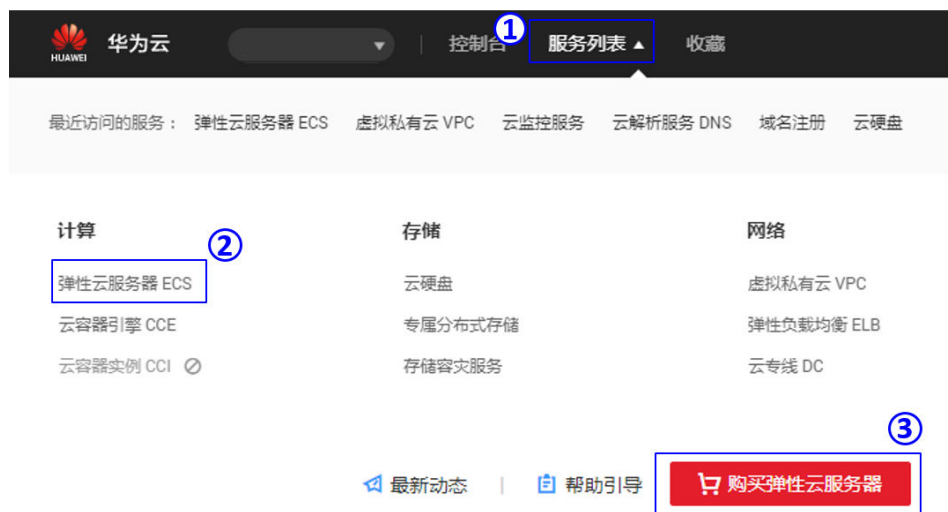 HUAWEI 华为云 控制台 ① 服务列表 收藏
最近访问的服务： 弹性云服务器 ECS 虚拟私有云 VPC 云监控服务 云解析服务 DNS 域名注册 云硬盘
计算 ② 存储 网络
弹性云服务器 ECS 云硬盘 虚拟私有云 VPC
云容器引擎 CCE 专属分布式存储 弹性负载均衡 ELB
云容器实例 CCI 存储容灾服务 云专线 DC
③
最新动态 帮助引导 购买弹性云服务器